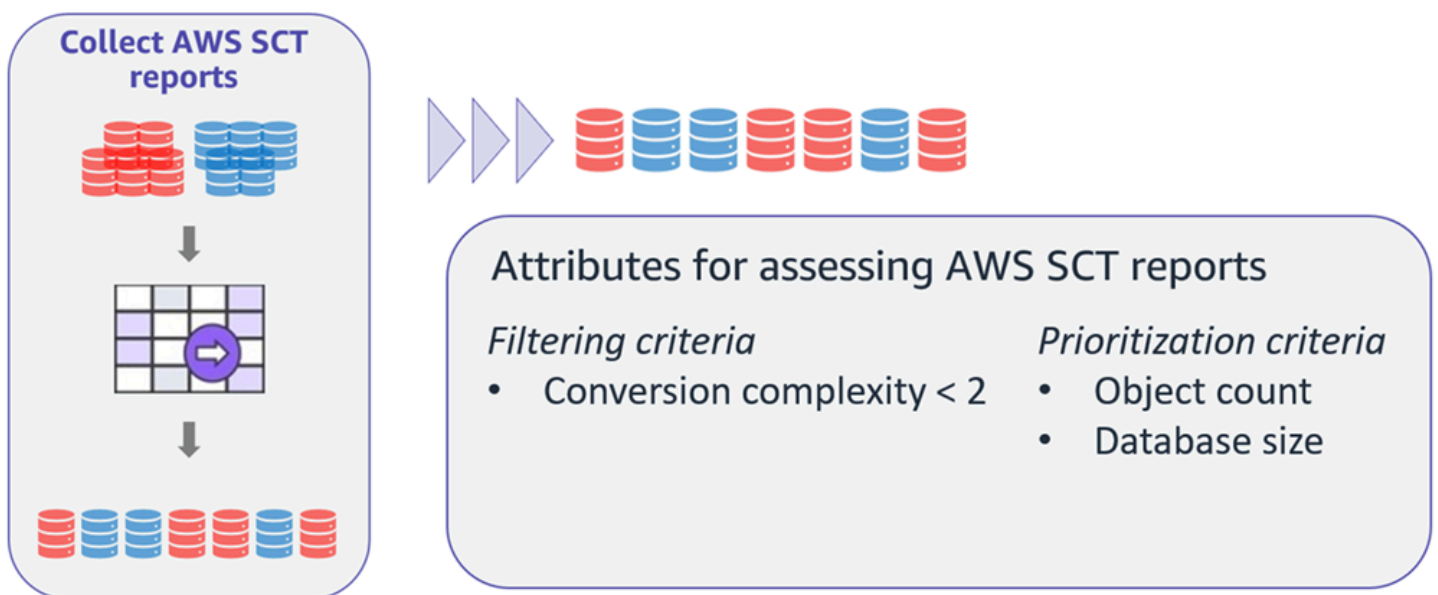 Collect AWS SCT
reports
Attributes for assessing AWS SCT reports
Filtering criteria
• Conversion complexity < 2
Prioritization criteria
• Object count
• Database size